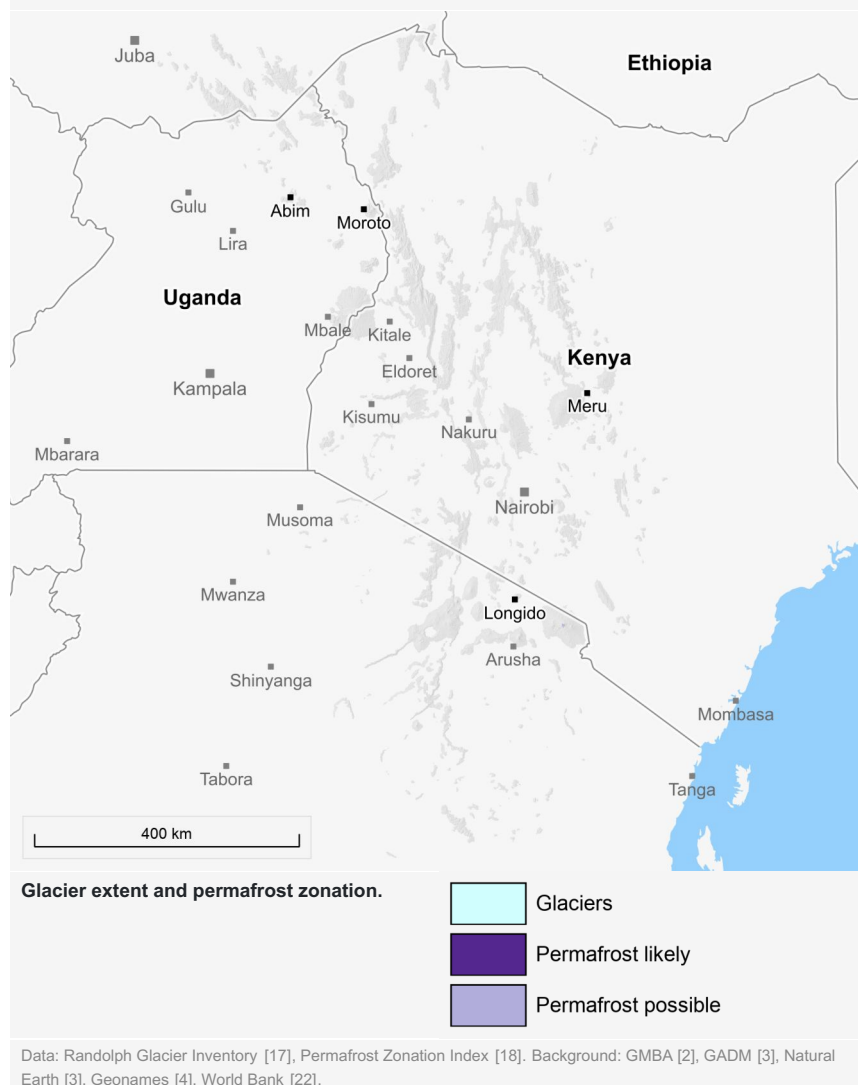 Juba
Ethiopia
Gulu
Abim
Moroto
Lira
Uganda
Mbale
Kitale
Kenya
Eldoret
Kampala
Meru
Kisumu
Nakuru
Mbarara
Nairobi
Musoma
Mwanza
Longido
Arusha
Shinyanga
Mombasa
Tabora
Tanga
400 km
Glacier extent and permafrost zonation.
Glaciers
Permafrost likely
Permafrost possible
Data: Randolph Glacier Inventory [17], Permafrost Zonation Index [18]. Background: GMBA [2], GADM [3], Natural
Earth [3], Geonames [4], World Bank [22].